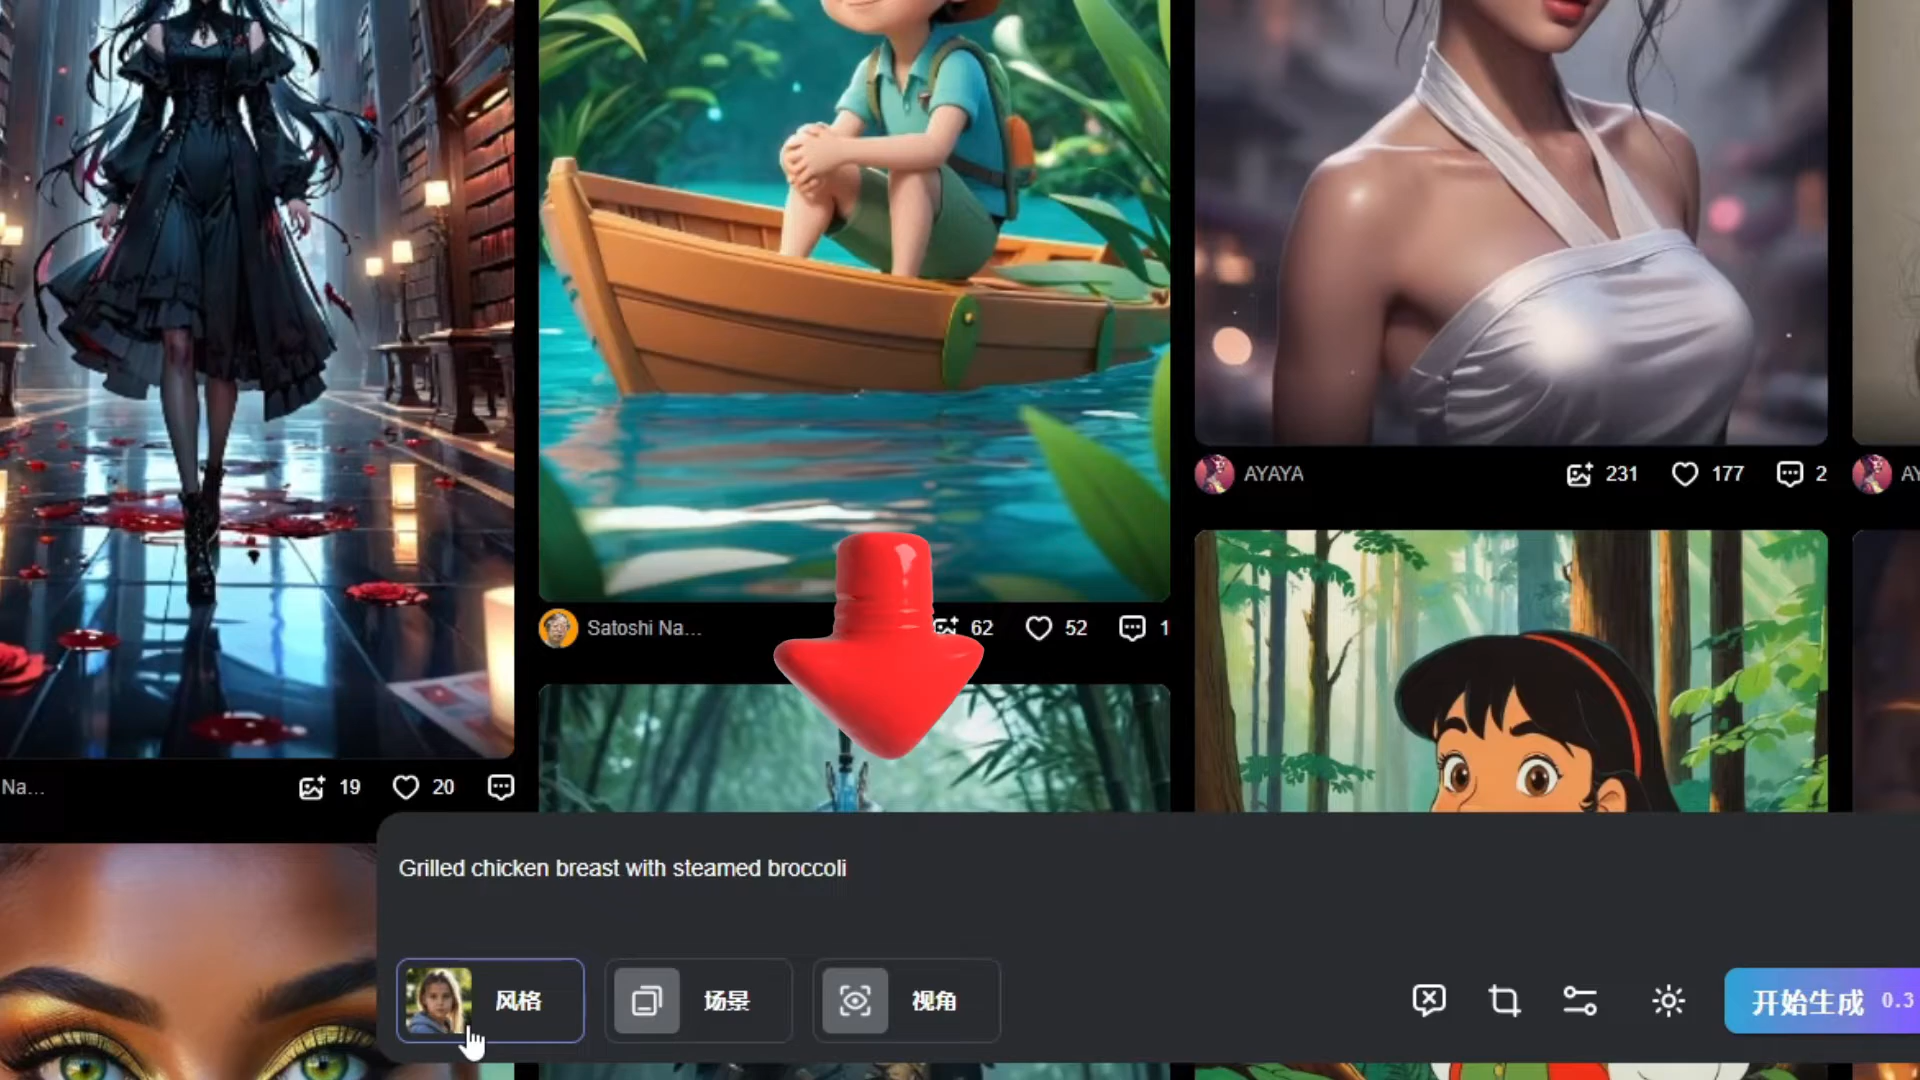 AYAYA
231
177
2
AY
Satoshi Na...
62
52
1
Na...
19
20
Grilled chicken breast with steamed broccoli
风格
场景
视角
开始生成
0.3